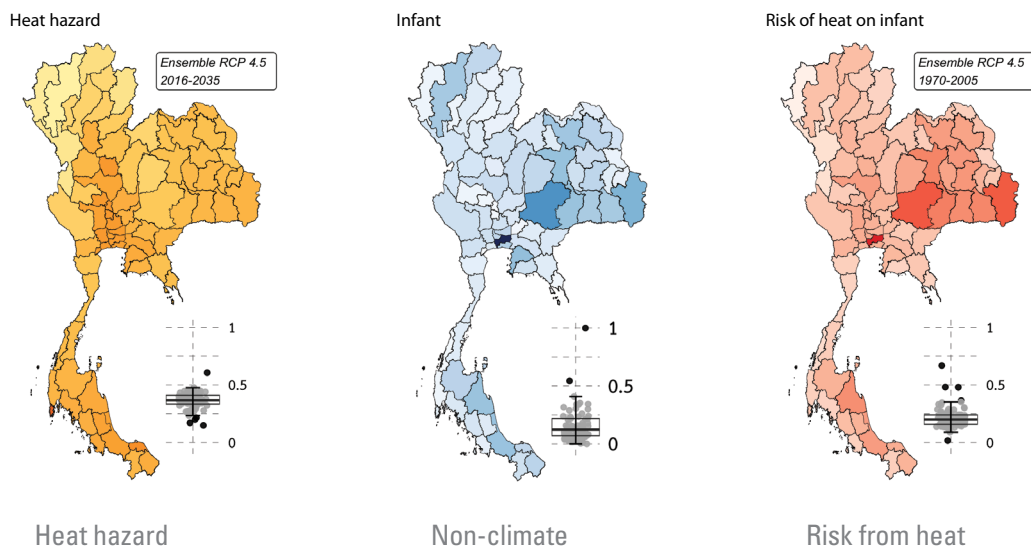 Heat hazard
Infant
Risk of heat on infant
Ensemble RCP 4.5
2016-2035
Ensemble RCP 4.5
1970-2005
1
0.5
0
1
0.5
0
1
0.5
0
Heat hazard
Non-climate
Risk from heat